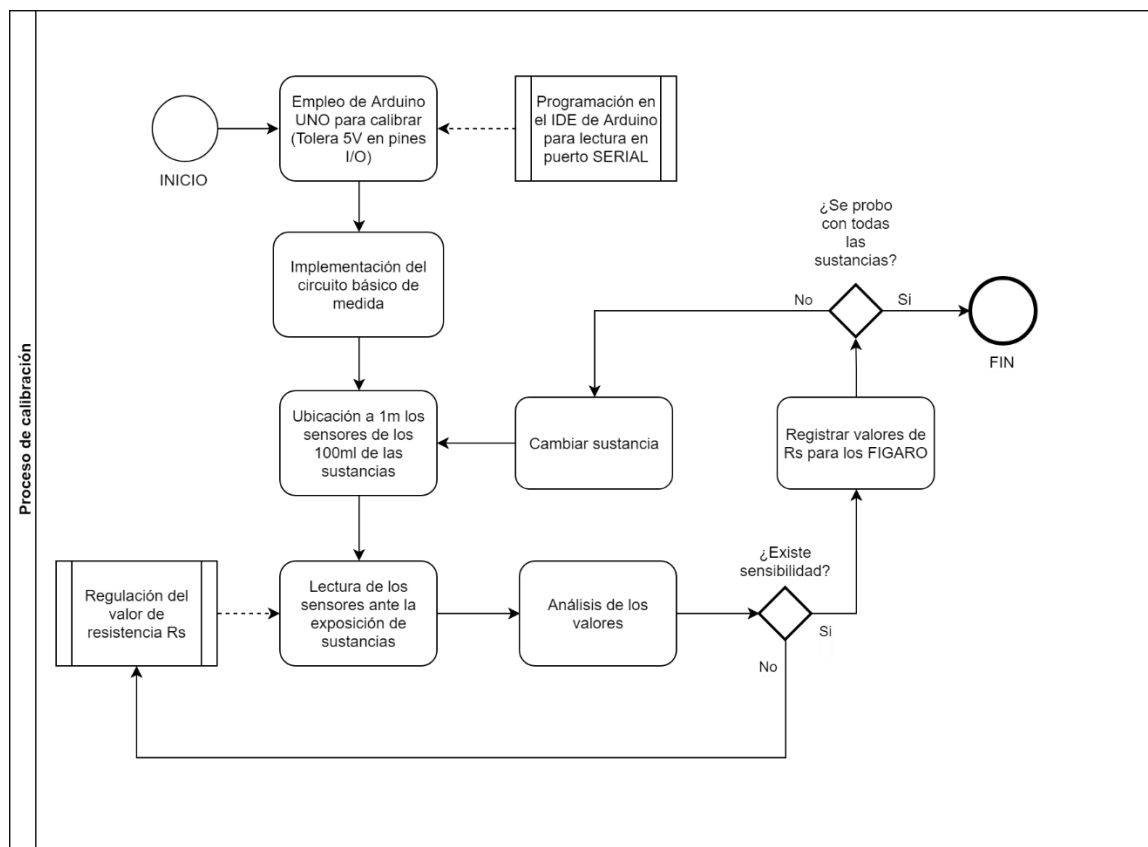 Proceso de calibración
INICIO
Empleo de Arduino
UNO para calibrar
(Tolera 5V en pines
I/O)
Programación en
el IDE de Arduino
para lectura en
puerto SERIAL
Implementación del
circuito básico de
medida
¿Se probo
con todas
las
sustancias?
No
Si
FIN
Ubicación a 1m los
sensores de los
100ml de las
sustancias
Cambiar sustancia
Registrar valores de
Rs para los FIGARO
Regulación del
valor de
resistencia Rs
Lectura de los
sensores ante la
exposición de
sustancias
Análisis de los
valores
¿Existe
sensibilidad?
Si
No